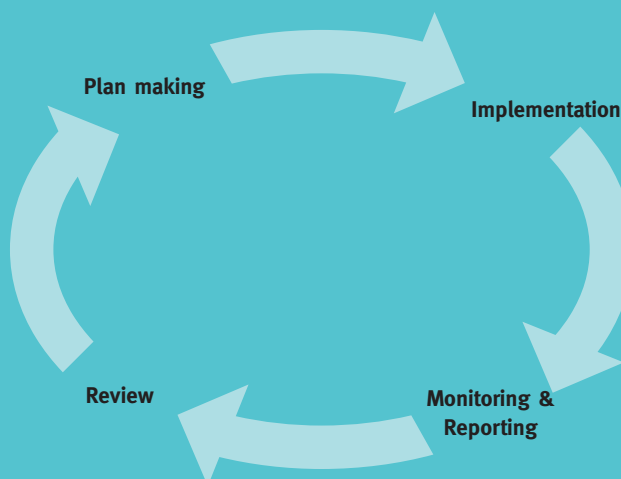 Plan making
Implementation
Monitoring &
Reporting
Review